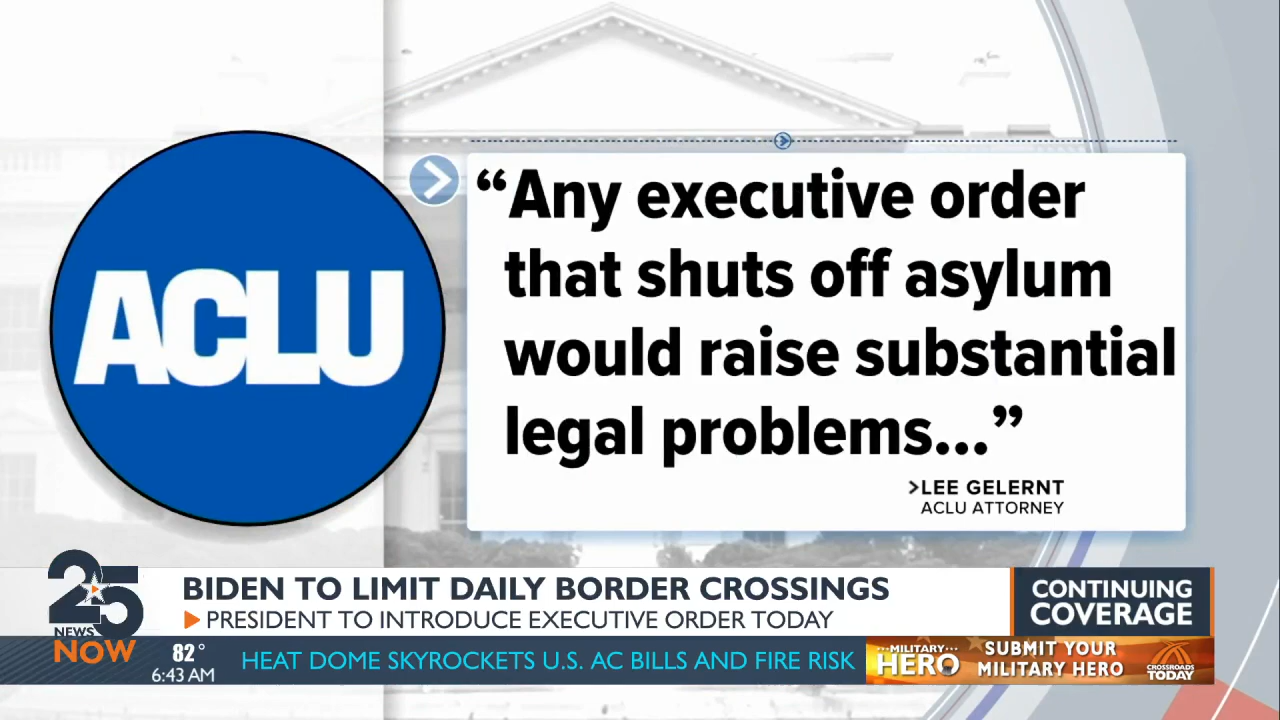 ACLU
“Any executive order
that shuts off asylum
would raise substantial
legal problems...”
>LEE GELERNT
ACLU ATTORNEY
25
NEWS
NOW
BIDEN TO LIMIT DAILY BORDER CROSSINGS
PRESIDENT TO INTRODUCE EXECUTIVE ORDER TODAY
CONTINUING
COVERAGE
82°
6:43 AM
HEAT DOME SKYROCKETS U.S. AC BILLS AND FIRE RISK
MILITARY
HERO
SUBMIT YOUR
MILITARY HERO
CROSSROADS
TODAY